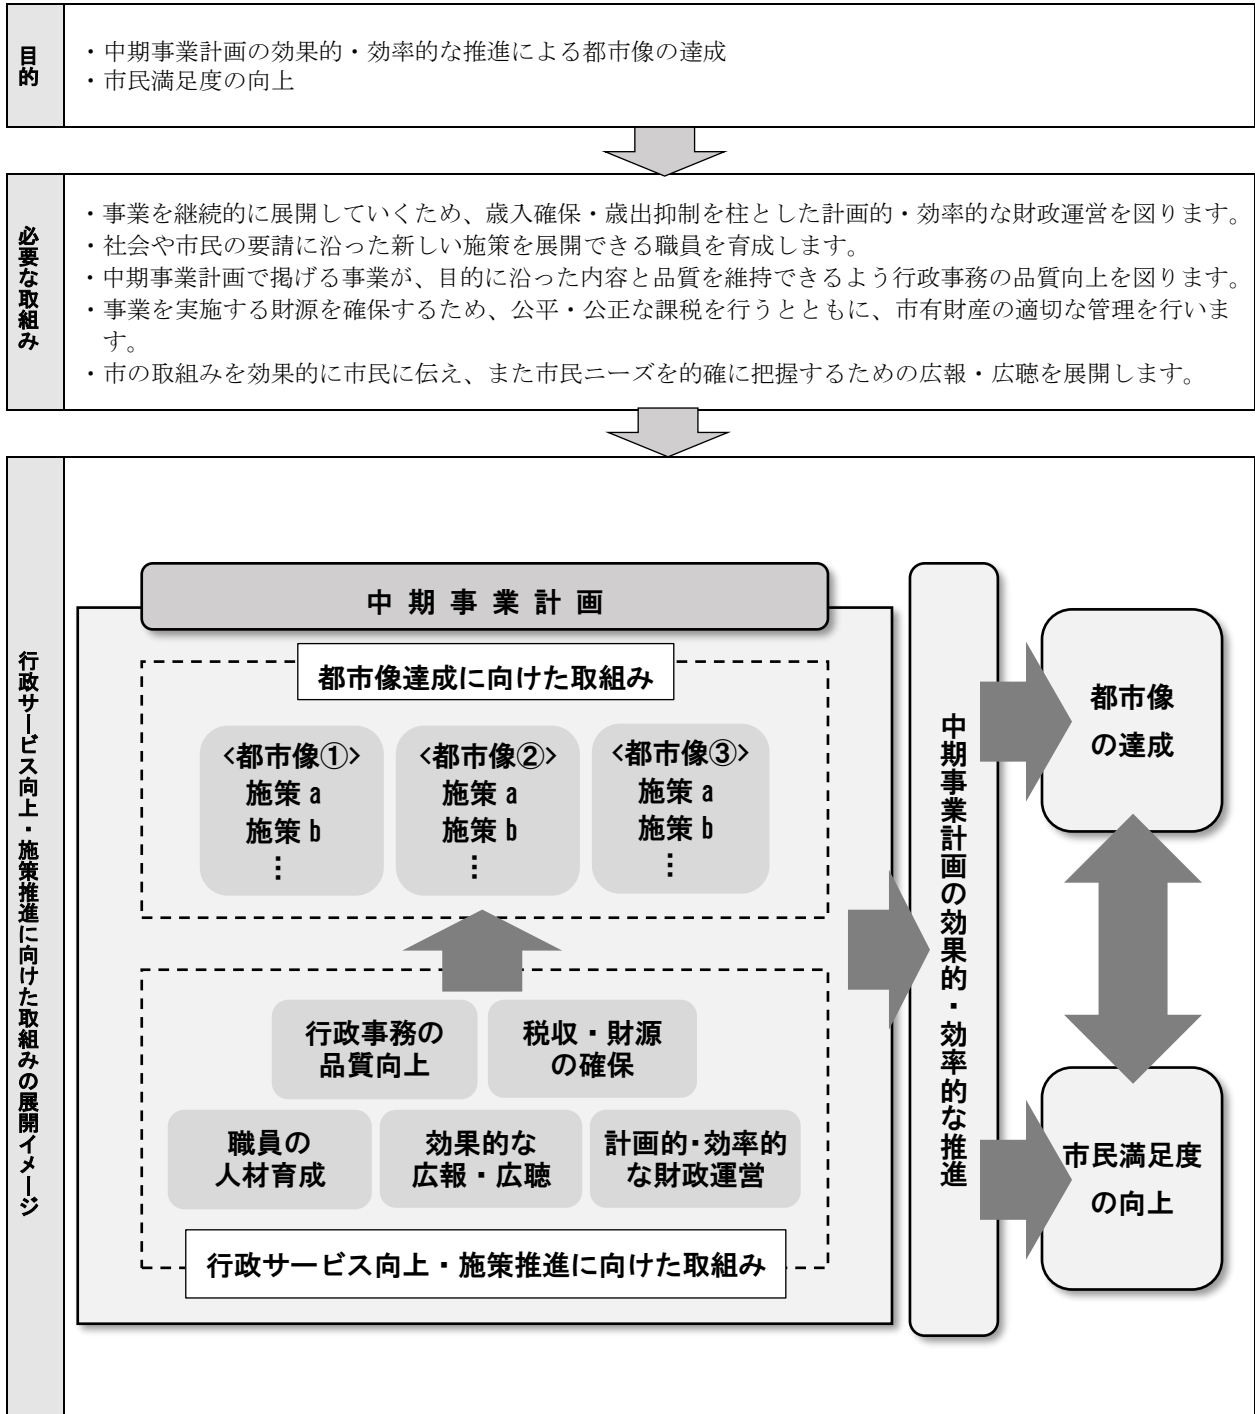 目的
・中期事業計画の効果的・効率的な推進による都市像の達成
・市民満足度の向上
必要な取組み
・事業を継続的に展開していくため、歳入確保・歳出抑制を柱とした計画的・効率的な財政運営を図ります。
・社会や市民の要請に沿った新しい施策を展開できる職員を育成します。
・中期事業計画で掲げる事業が、目的に沿った内容と品質を維持できるよう行政事務の品質向上を図ります。
・事業を実施する財源を確保するため、公平・公正な課税を行うとともに、市有財産の適切な管理を行いま
す。
・市の取組みを効果的に市民に伝え、また市民ニーズを的確に把握するための広報・広聴を展開します。
行政サービス向上・施策推進に向けた取組みの展開イメージ
中期事業計画
都市像達成に向けた取組み
<都市像①>
施策 a
施策 b
⋮
<都市像②>
施策 a
施策 b
⋮
<都市像③>
施策 a
施策 b
⋮
行政事務の
品質向上
税収・財源
の確保
職員の
人材育成
効果的な
広報・広聴
計画的・効率的
な財政運営
行政サービス向上・施策推進に向けた取組み
中期事業計画の効果的・効率的な推進
都市像
の達成
市民満足度
の向上